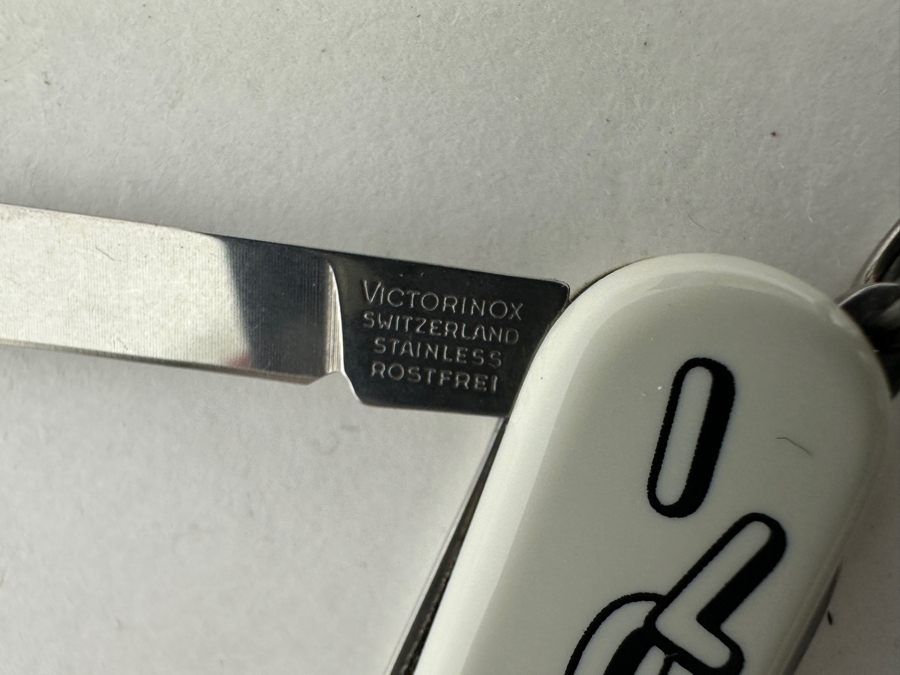 VICTORINOX
SWITZERLAND
STAINLESS
ROSTFREI